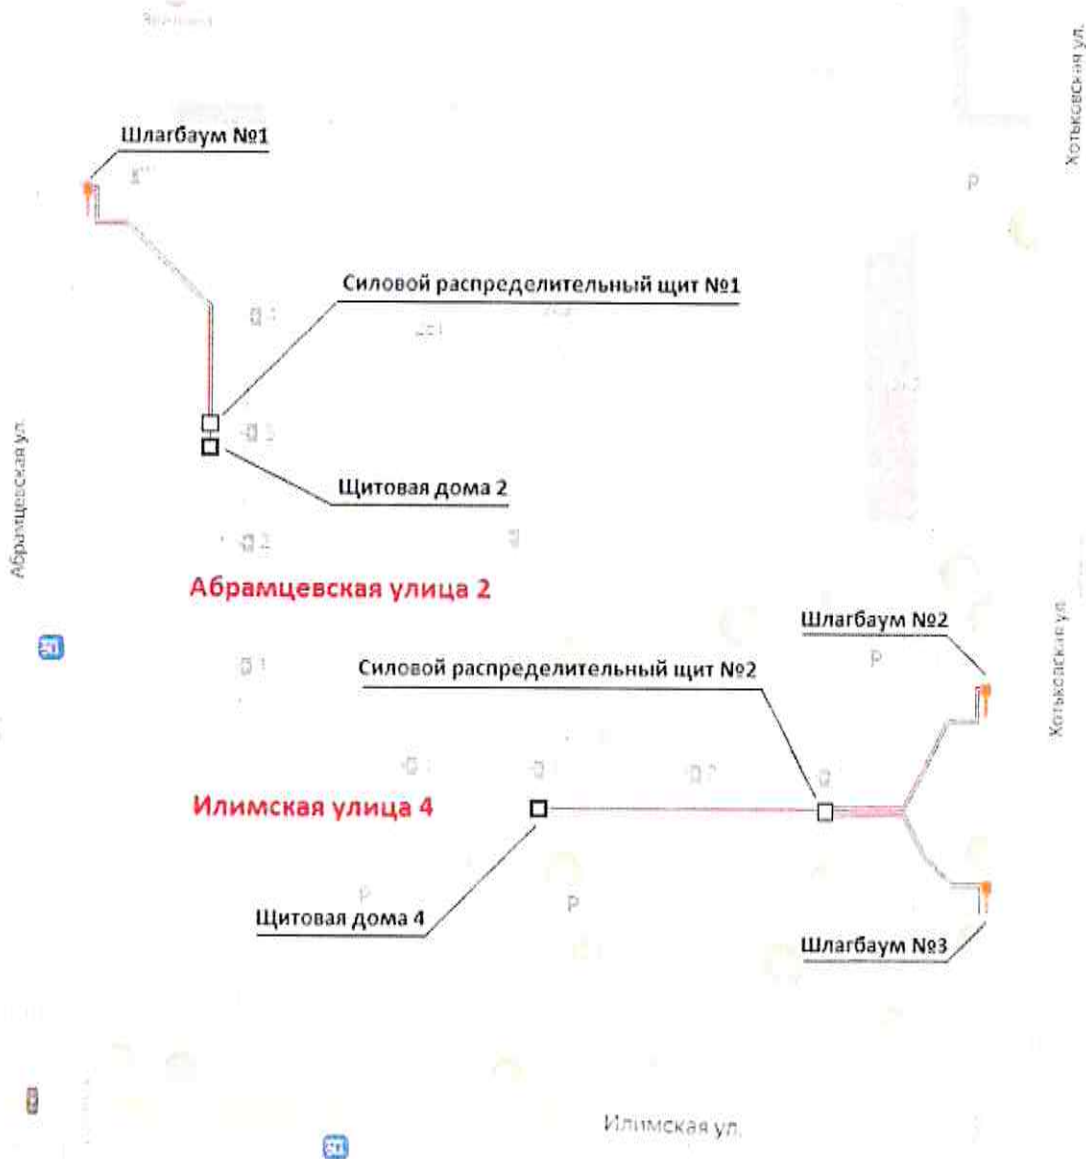 Хотьковская ул.
Шлагбаум №1
Р
Силовой распределительный щит №1
Абрамцевская ул.
Щитовая дома 2
Абрамцевская улица 2
Хотьковская ул.
Шлагбаум №2
Силовой распределительный щит №2
Р
Илимская улица 4
Р
Р
Щитовая дома 4
Шлагбаум №3
Илимская ул.